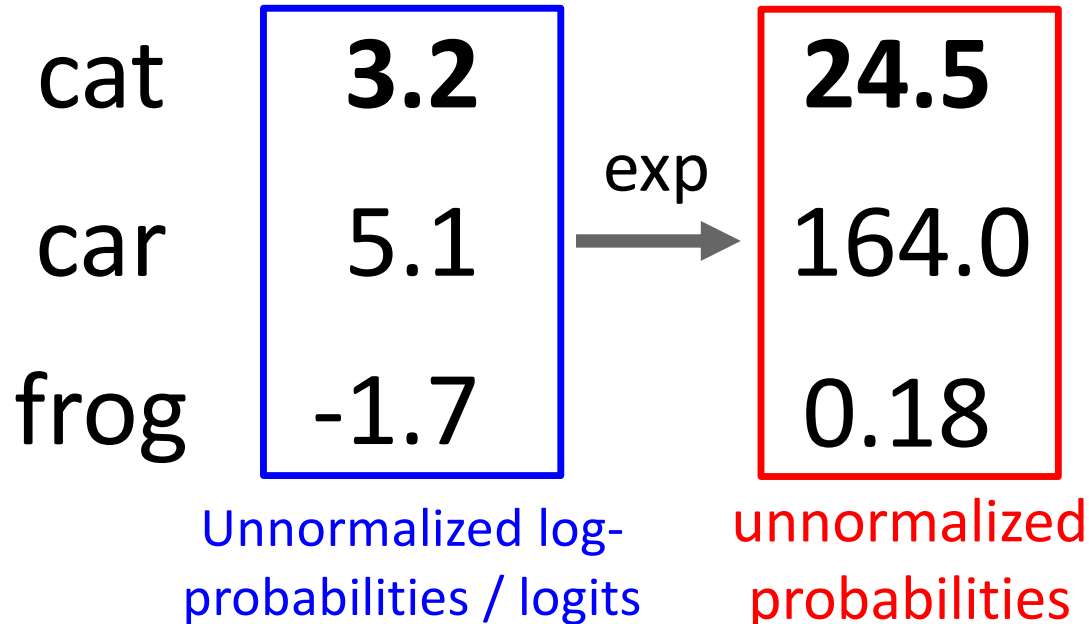 cat 3.2 24.5
exp
car 5.1 164.0
frog -1.7 0.18
Unnormalized log-
probabilities / logits
unnormalized
probabilities